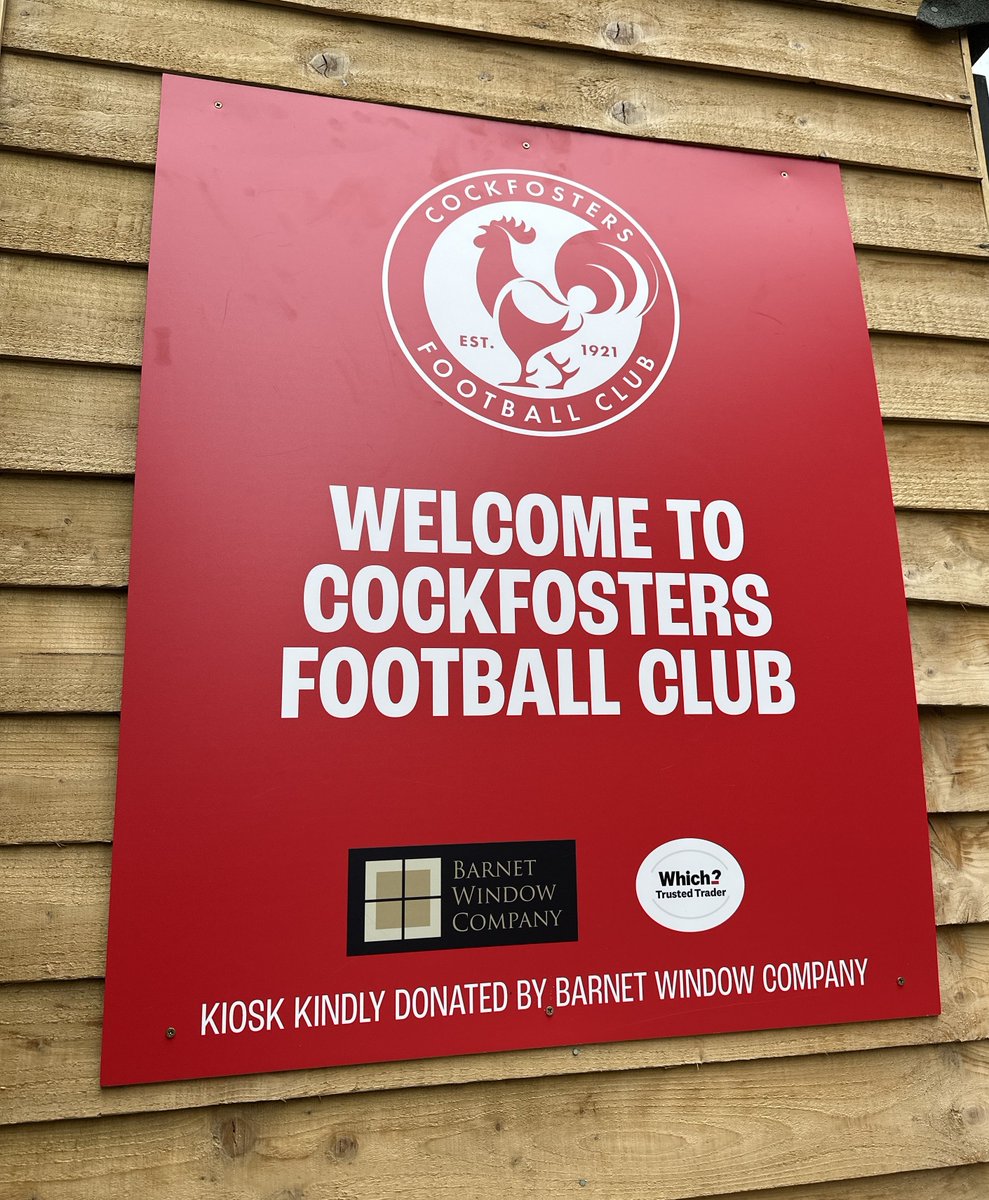 COCKFOSTERS
EST. 1921
FOOTBALL CLUB
WELCOME TO
COCKFOSTERS
FOOTBALL CLUB
BARNET
WINDOW
COMPANY
Which?
Trusted Trader
KIOSK KINDLY DONATED BY BARNET WINDOW COMPANY